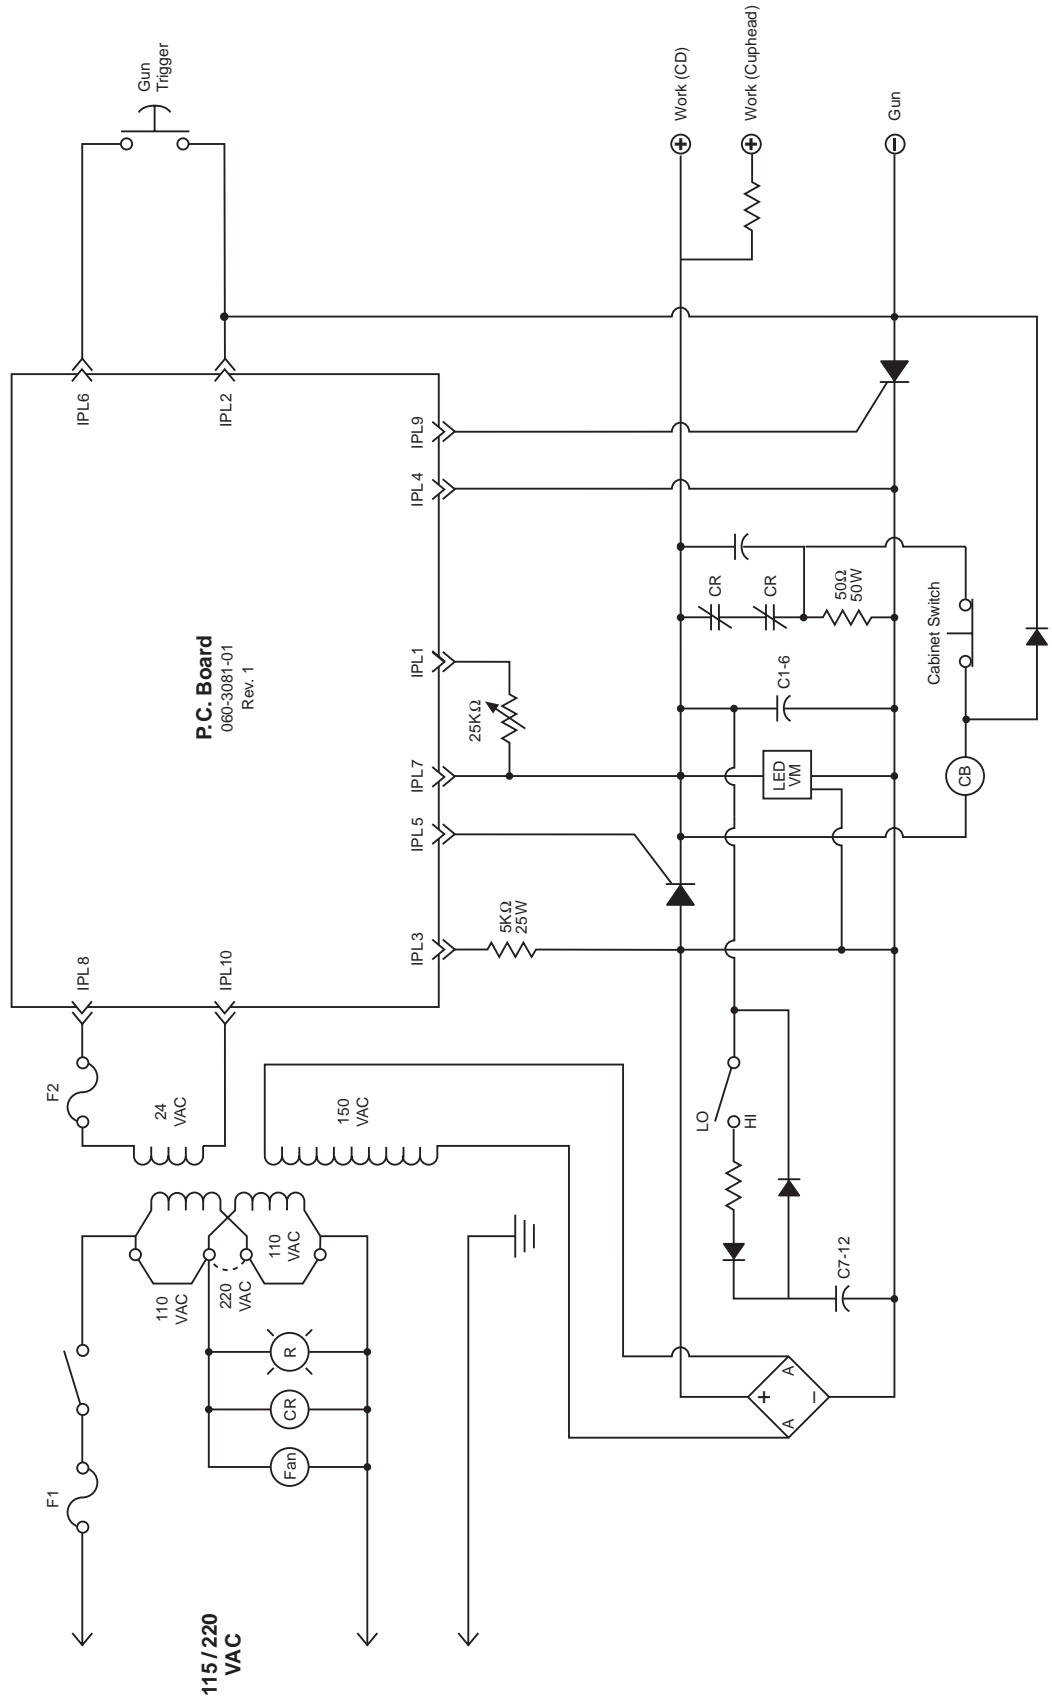 115 / 220
VAC
F1
Fan
CR
R
110
VAC
220
VAC
110
VAC
24
VAC
150
VAC
F2
IPL8
IPL10
P.C. Board
060-3081-01
Rev. 1
IPL6
IPL2
Gun
Trigger
IPL3
IPL5
IPL7
IPL1
IPL4
IPL9
5KΩ
25W
25KΩ
A
+
−
A
C7-12
LO
HI
LED
VM
C1-6
CR
CR
50Ω
50W
CB
Cabinet Switch
+
Work (CD)
+
Work (Cuphead)
−
Gun